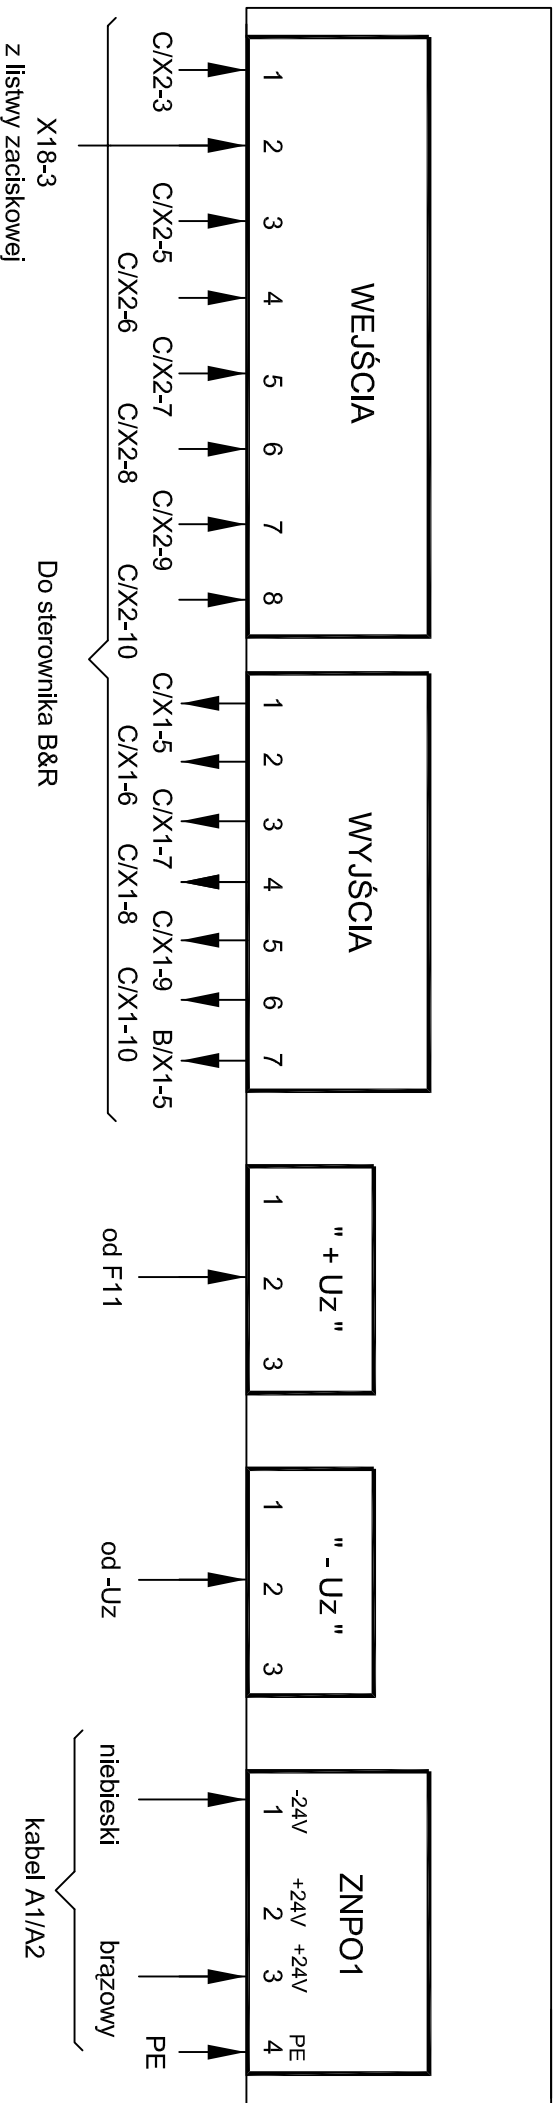 WEJŚCIA
1 2 3 4 5 6 7 8
C/X2-3
C/X2-5
C/X2-7
C/X2-9
C/X2-6
C/X2-8
C/X2-10
X18-3
z listwy zaciskowej
WYJŚCIA
1 2 3 4 5 6 7
C/X1-5
C/X1-7
C/X1-9
B/X1-5
C/X1-6
C/X1-8
C/X1-10
Do sterownika B&R
" + Uz "
1 2 3
od F11
" - Uz "
1 2 3
od -Uz
ZNPO1
-24V +24V +24V PE
1 2 3 4
PE
niebieski
brązowy
kabel A1/A2